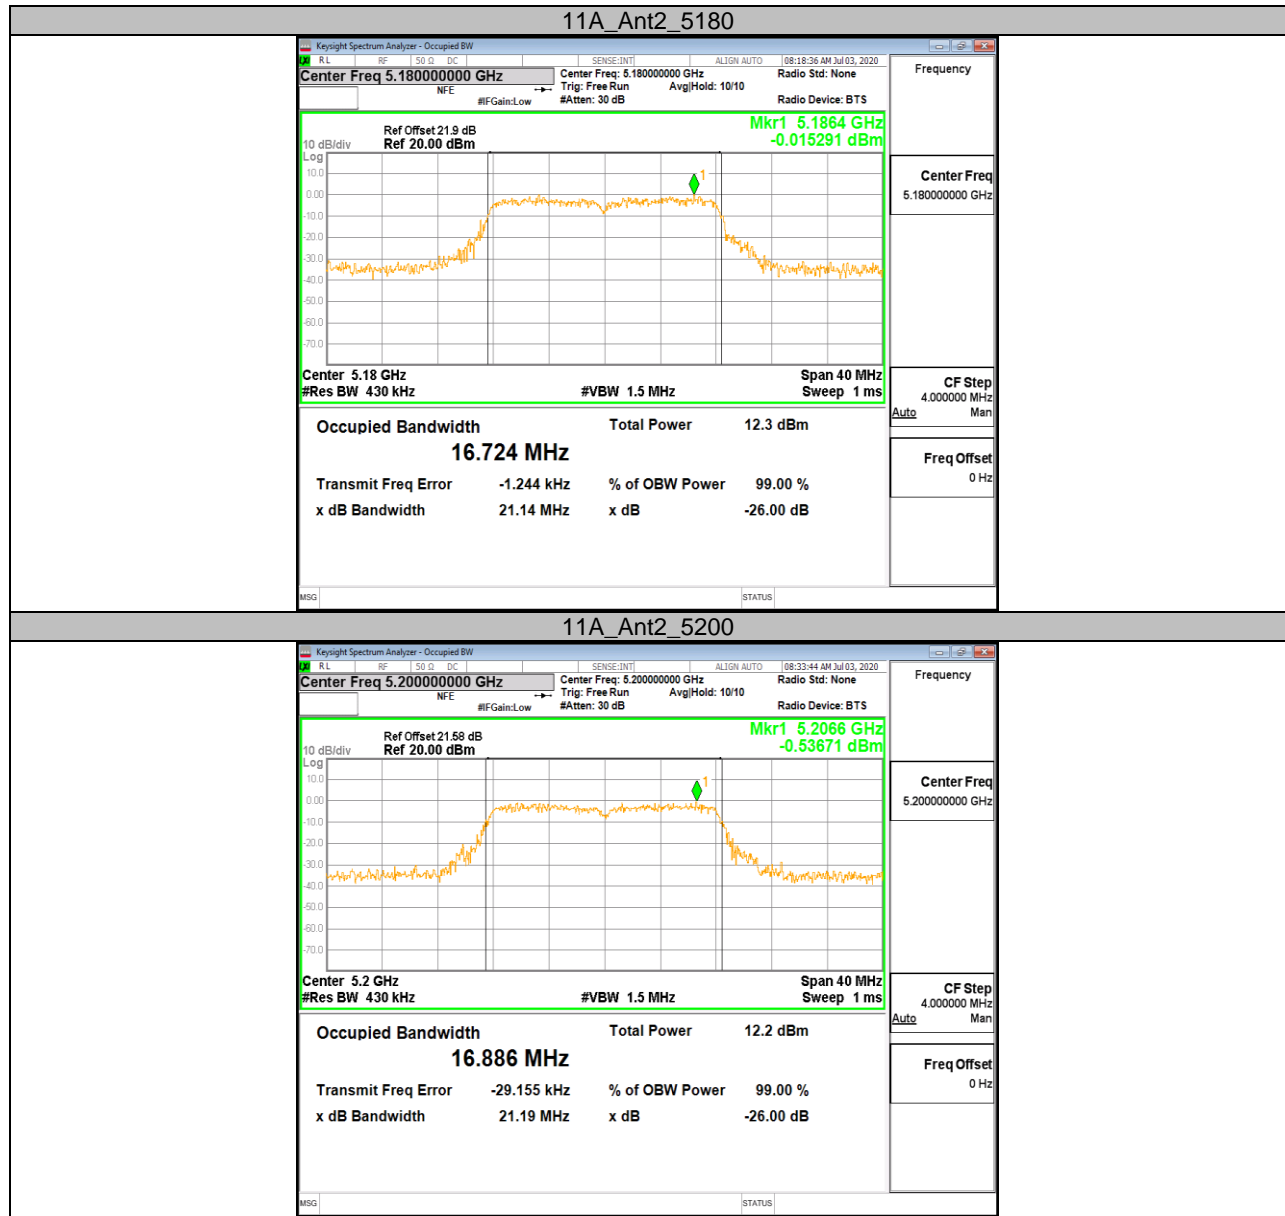 11A_Ant2_5180
Keysight Spectrum Analyzer - Occupied BW
LXI RL RF 50 Ω DC SENSE:INT ALIGN AUTO 08:18:36 AM Jul 03, 2020
Center Freq 5.180000000 GHz Center Freq: 5.180000000 GHz Radio Std: None Frequency
NFE Trig: Free Run Avg|Hold: 10/10
#IFGain:Low #Atten: 30 dB Radio Device: BTS
Mkr1 5.1864 GHz
Ref Offset 21.9 dB -0.015291 dBm
10 dB/div Ref 20.00 dBm
Log
10.0
1
0.00
-10.0
-20.0
-30.0
-40.0
-50.0
-60.0
-70.0
Center Freq
5.180000000 GHz
Center 5.18 GHz Span 40 MHz
#Res BW 430 kHz #VBW 1.5 MHz Sweep 1 ms
CF Step
4.000000 MHz
Auto Man
Occupied Bandwidth Total Power 12.3 dBm
16.724 MHz
Transmit Freq Error -1.244 kHz % of OBW Power 99.00 %
x dB Bandwidth 21.14 MHz x dB -26.00 dB
Freq Offset
0 Hz
MSG STATUS
11A_Ant2_5200
Keysight Spectrum Analyzer - Occupied BW
LXI RL RF 50 Ω DC SENSE:INT ALIGN AUTO 08:33:44 AM Jul 03, 2020
Center Freq 5.200000000 GHz Center Freq: 5.200000000 GHz Radio Std: None Frequency
NFE Trig: Free Run Avg|Hold: 10/10
#IFGain:Low #Atten: 30 dB Radio Device: BTS
Mkr1 5.2066 GHz
Ref Offset 21.58 dB -0.53671 dBm
10 dB/div Ref 20.00 dBm
Log
10.0
1
0.00
-10.0
-20.0
-30.0
-40.0
-50.0
-60.0
-70.0
Center Freq
5.200000000 GHz
Center 5.2 GHz Span 40 MHz
#Res BW 430 kHz #VBW 1.5 MHz Sweep 1 ms
CF Step
4.000000 MHz
Auto Man
Occupied Bandwidth Total Power 12.2 dBm
16.886 MHz
Transmit Freq Error -29.155 kHz % of OBW Power 99.00 %
x dB Bandwidth 21.19 MHz x dB -26.00 dB
Freq Offset
0 Hz
MSG STATUS